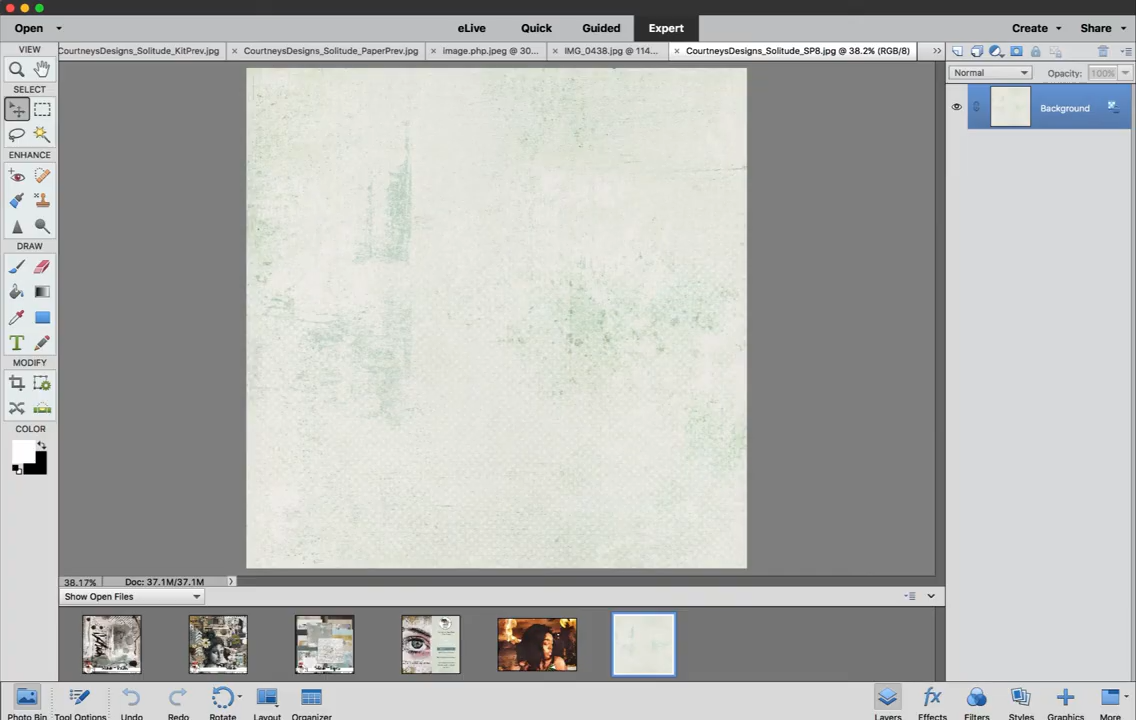 Open
eLive Quick Guided Expert
Create Share
VIEW
CourtneysDesigns_Solitude_KitPrev.jpg
CourtneysDesigns_Solitude_PaperPrev.jpg
image.php.jpeg @ 30...
IMG_0438.jpg @ 114...
CourtneysDesigns_Solitude_SP8.jpg @ 38.2% (RGB/8)
Normal Opacity: 100%
Background
SELECT
ENHANCE
DRAW
T
MODIFY
COLOR
38.17% Doc: 37.1M/37.1M
Show Open Files
Photo Bin Tool Options Undo Redo Rotate Layout Organizer
fx
Layers Effects Filters Styles Graphics More